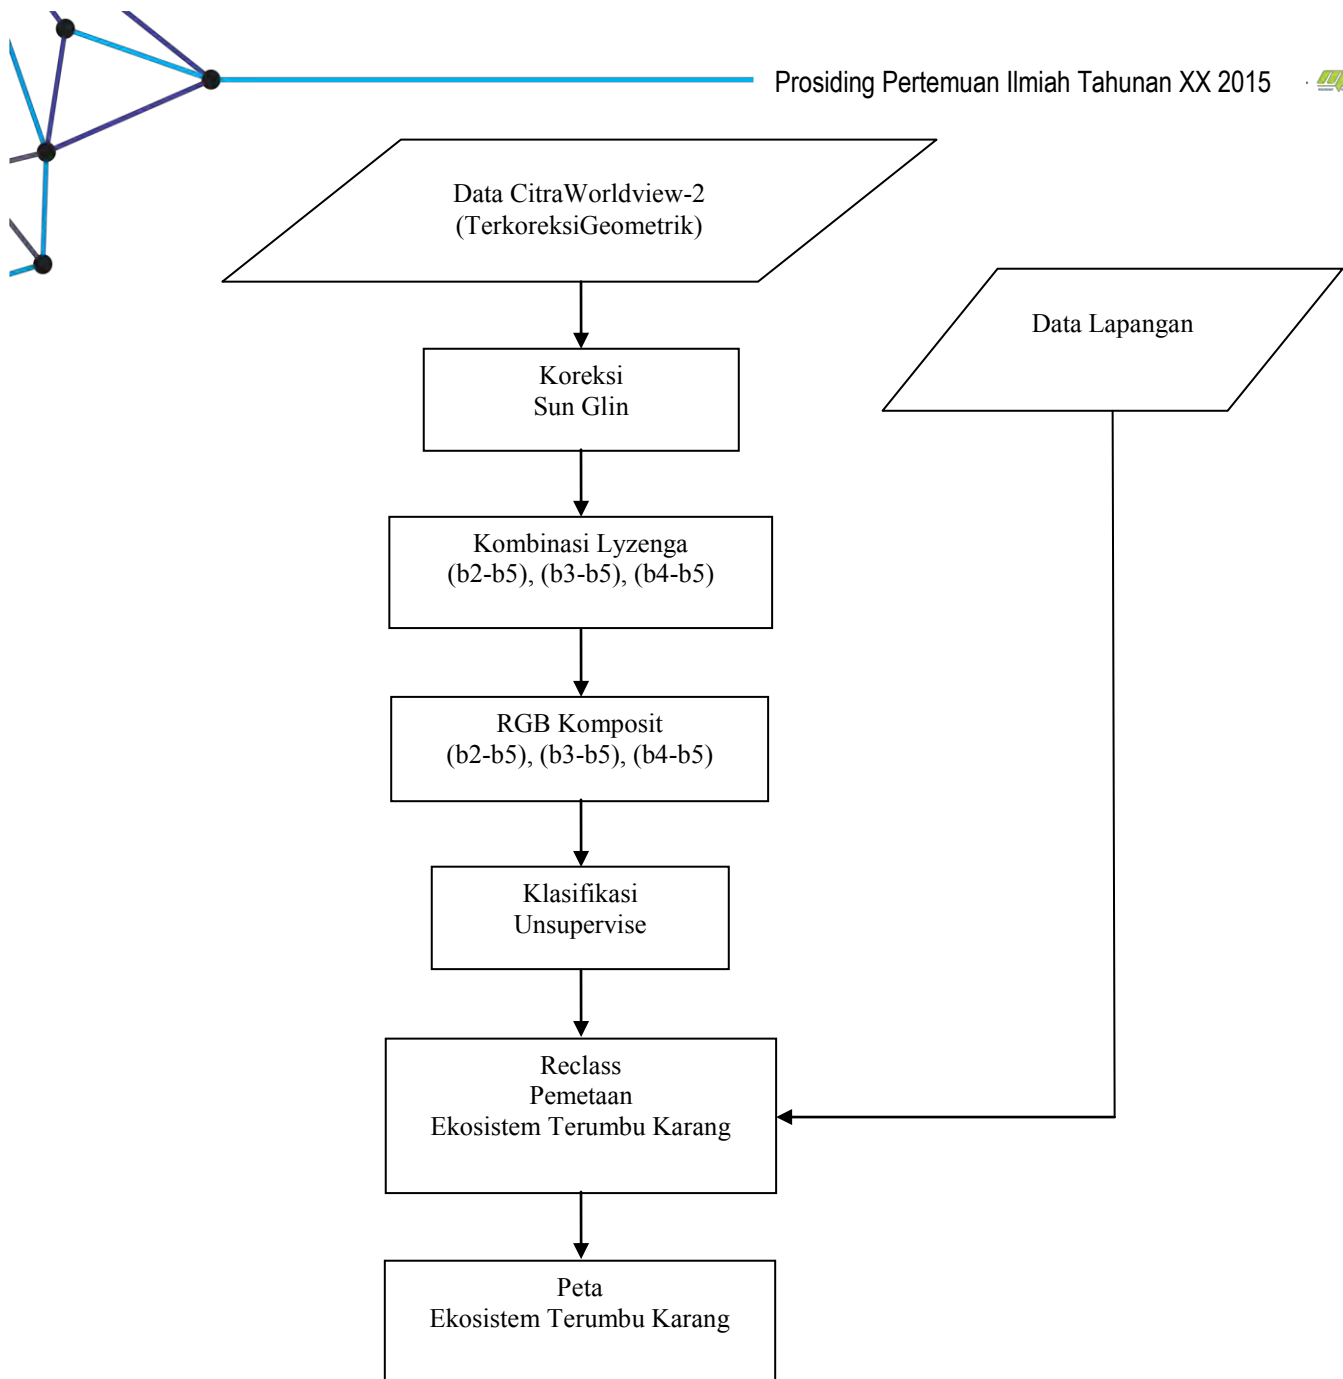 Prosiding Pertemuan Ilmiah Tahunan XX 2015
Data CitraWorldview-2
(TerkoreksiGeometrik)
Data Lapangan
Koreksi
Sun Glin
Kombinasi Lyzenga
(b2-b5), (b3-b5), (b4-b5)
RGB Komposit
(b2-b5), (b3-b5), (b4-b5)
Klasifikasi
Unsupervise
Reclass
Pemetaan
Ekosistem Terumbu Karang
Peta
Ekosistem Terumbu Karang